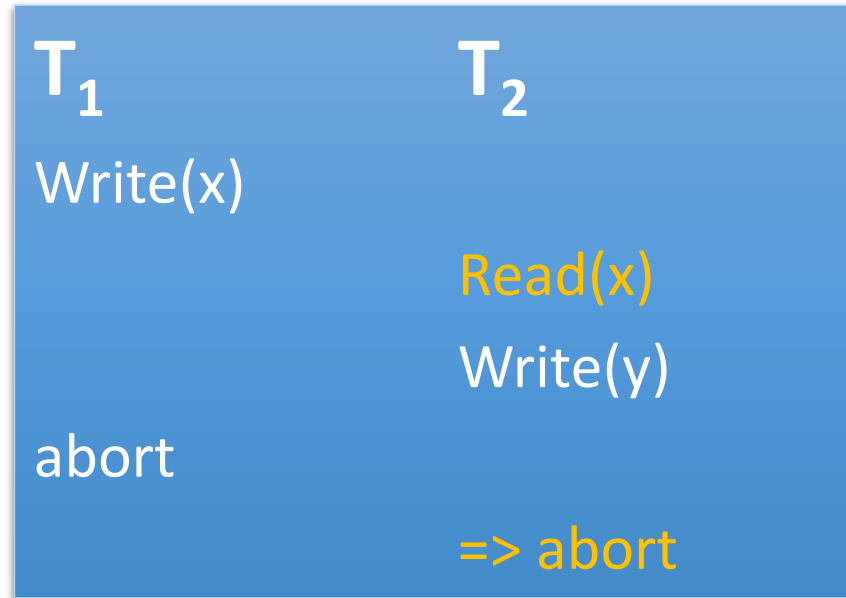 T₁ T₂
Write(x)
Read(x)
Write(y)
abort
=> abort